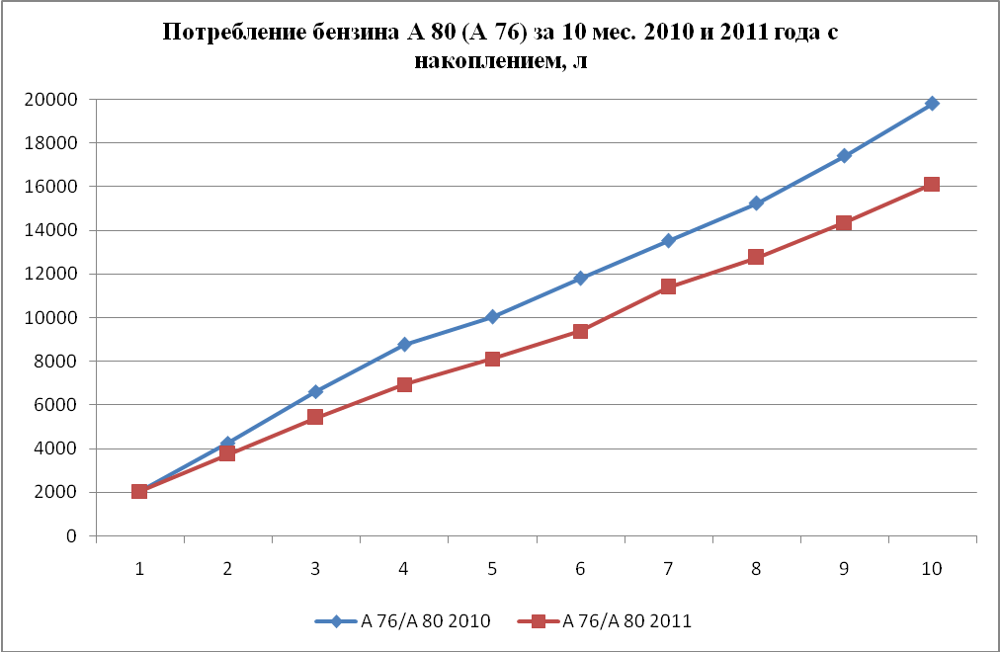 Потребление бензина А 80 (А 76) за 10 мес. 2010 и 2011 года с
накоплением, л
20000
18000
16000
14000
12000
10000
8000
6000
4000
2000
0
1 2 3 4 5 6 7 8 9 10
А 76/А 80 2010 А 76/А 80 2011